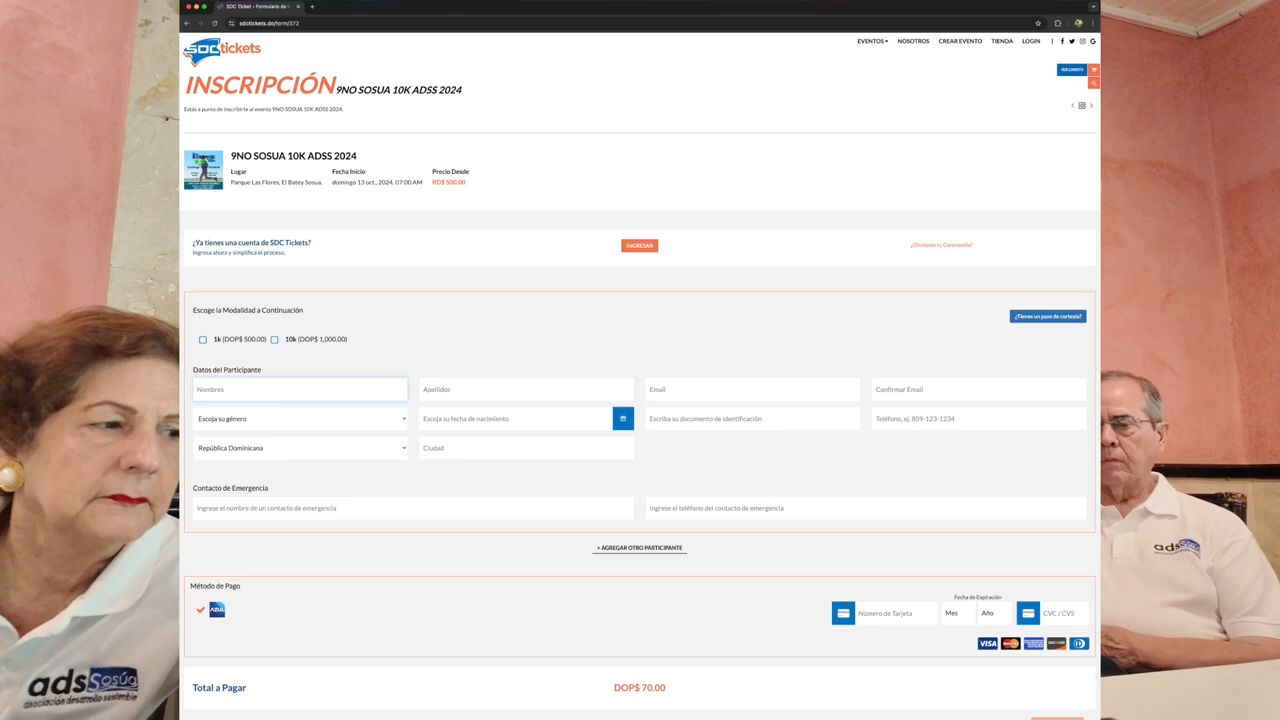 SDC Ticket - Formulario de
sdctickets.do/form/372
SDCtickets
EVENTOS NOSOTROS CREAR EVENTO TIENDA LOGIN
VER CARRITO
INSCRIPCIÓN 9NO SOSUA 10K ADSS 2024
Estás a punto de inscribirte al evento 9NO SOSUA 10K ADSS 2024.
9NO SOSUA 10K ADSS 2024
Lugar Fecha Inicio Precio Desde
Parque Las Flores, El Batey Sosua. domingo 13 oct., 2024, 07:00 AM RD$ 500.00
¿Ya tienes una cuenta de SDC Tickets?
Ingresa ahora y simplifica el proceso.
INGRESAR
¿Olvidaste tu Contraseña?
Escoge la Modalidad a Continuación
¿Tienes un pase de cortesía?
1k (DOP$ 500.00) 10k (DOP$ 1,000.00)
Datos del Participante
Nombres Apellidos Email Confirmar Email
Escoja su género Escoja su fecha de nacimiento Escriba su documento de identificación Teléfono, ej. 809-123-1234
República Dominicana Ciudad
Contacto de Emergencia
Ingrese el nombre de un contacto de emergencia Ingrese el teléfono del contacto de emergencia
+ AGREGAR OTRO PARTICIPANTE
Método de Pago
Fecha de Expiración
AZUL Número de Tarjeta Mes Año CVC / CVS
VISA MasterCard DISCOVER
Total a Pagar DOP$ 70.00
adsSosúa
asociación desarrollo sostenible
adsSosúa